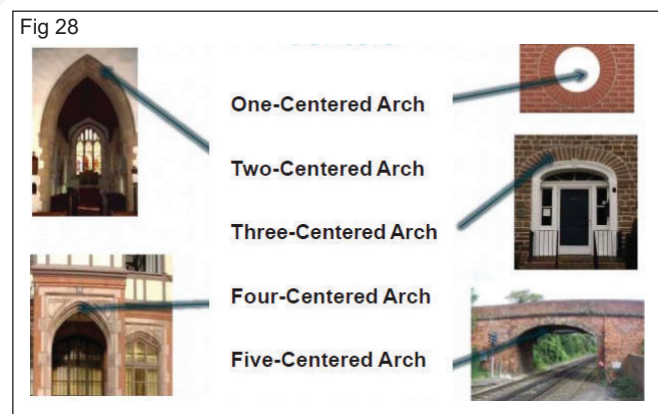 Fig 28
One-Centered Arch
Two-Centered Arch
Three-Centered Arch
Four-Centered Arch
Five-Centered Arch